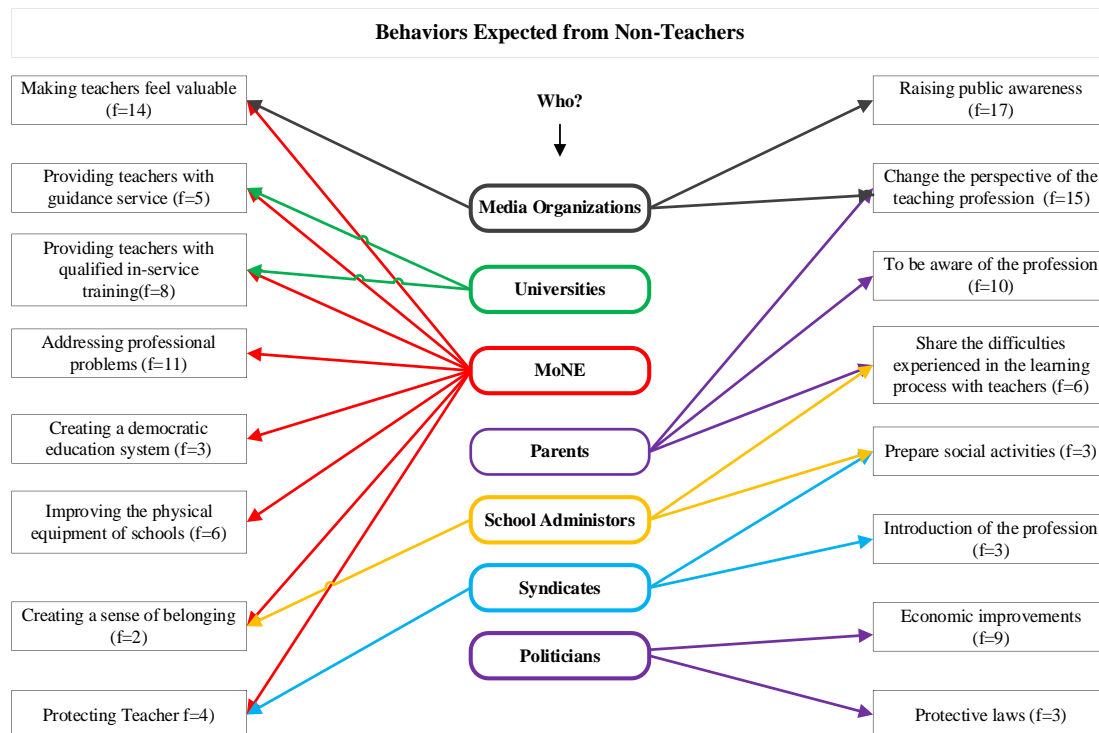 Behaviors Expected from Non-Teachers
Who?
Making teachers feel valuable
(f=14)
Providing teachers with
guidance service (f=5)
Providing teachers with
qualified in-service
training(f=8)
Addressing professional
problems (f=11)
Creating a democratic
education system (f=3)
Improving the physical
equipment of schools (f=6)
Creating a sense of belonging
(f=2)
Protecting Teacher f=4)
Media Organizations
Universities
MoNE
Parents
School Administors
Syndicates
Politicians
Raising public awareness
(f=17)
Change the perspective of the
teaching profession (f=15)
To be aware of the profession
(f=10)
Share the difficulties
experienced in the learning
process with teachers (f=6)
Prepare social activities (f=3)
Introduction of the profession
(f=3)
Economic improvements
(f=9)
Protective laws (f=3)